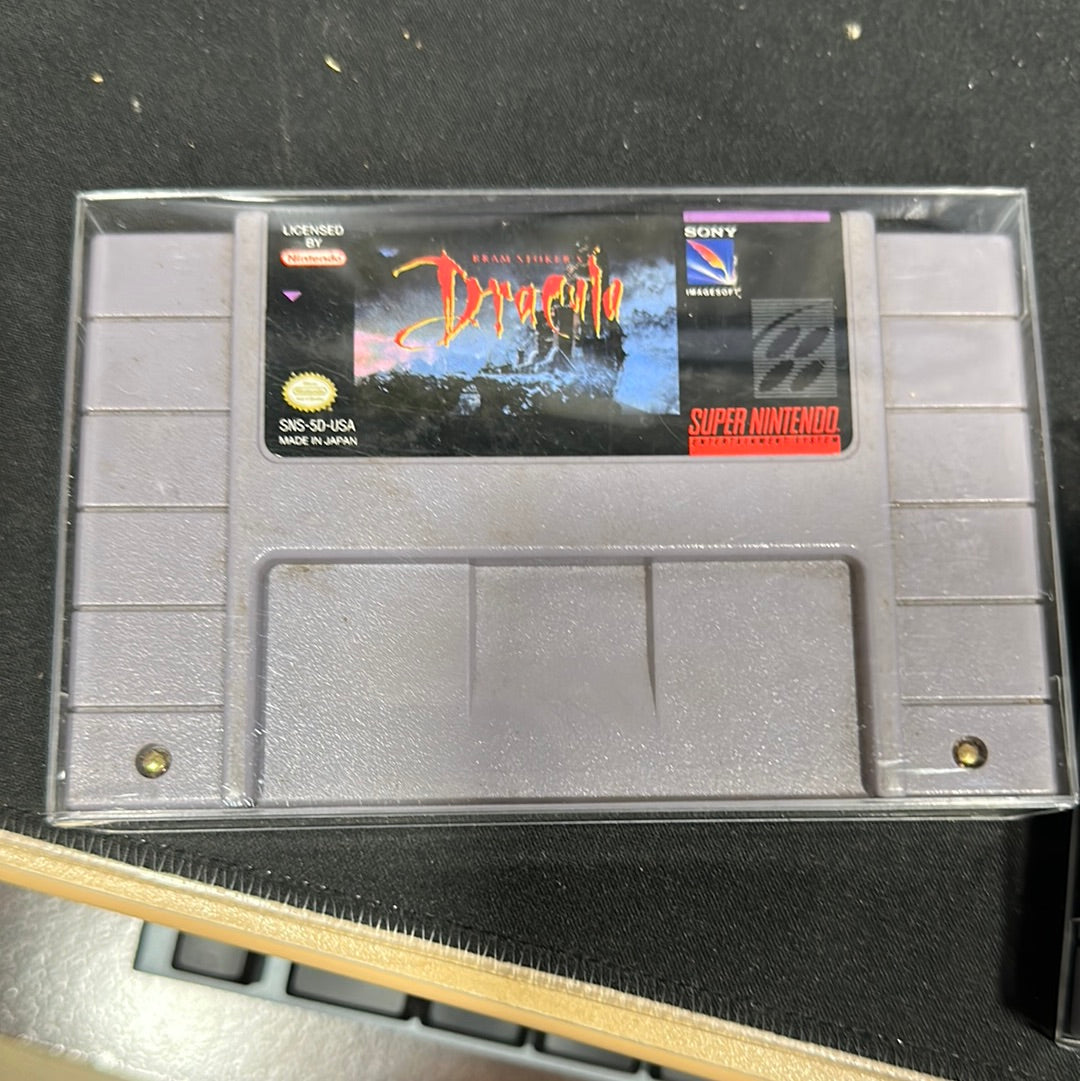 LICENSED
BY
Nintendo
BRAM STOKER'S
Dracula
SONY
IMAGESOFT
SNS-5D-USA
MADE IN JAPAN
SUPER NINTENDO
ENTERTAINMENT SYSTEM